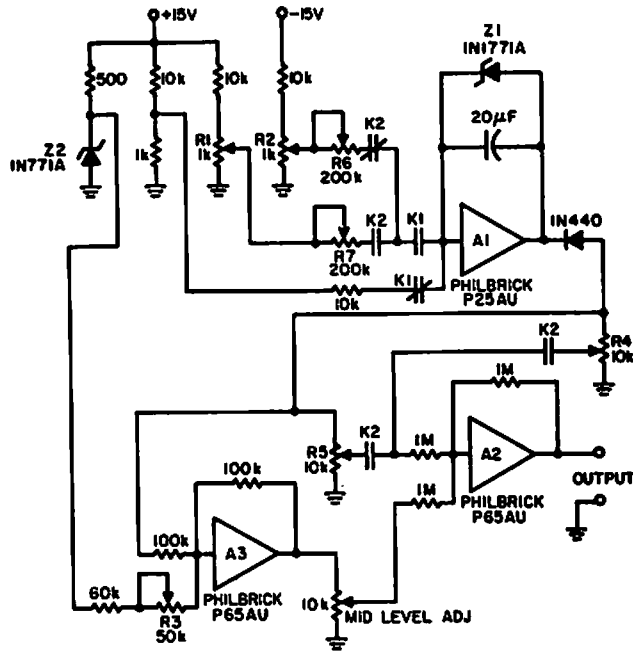 +15V
-15V
Z1
1N1771A
500
10k
10k
10k
20µF
Z2
1N771A
1k
R1
1k
R2
1k
K2
R6
200k
K2
K1
R7
200k
A1
1N440
PHILBRICK
P25AU
K1
10k
K2
R4
10k
1M
R5
10k
K2
1M
A2
OUTPUT
1M
PHILBRICK
P65AU
100k
100k
A3
60k
R3
50k
PHILBRICK
P65AU
10k
MID LEVEL ADJ